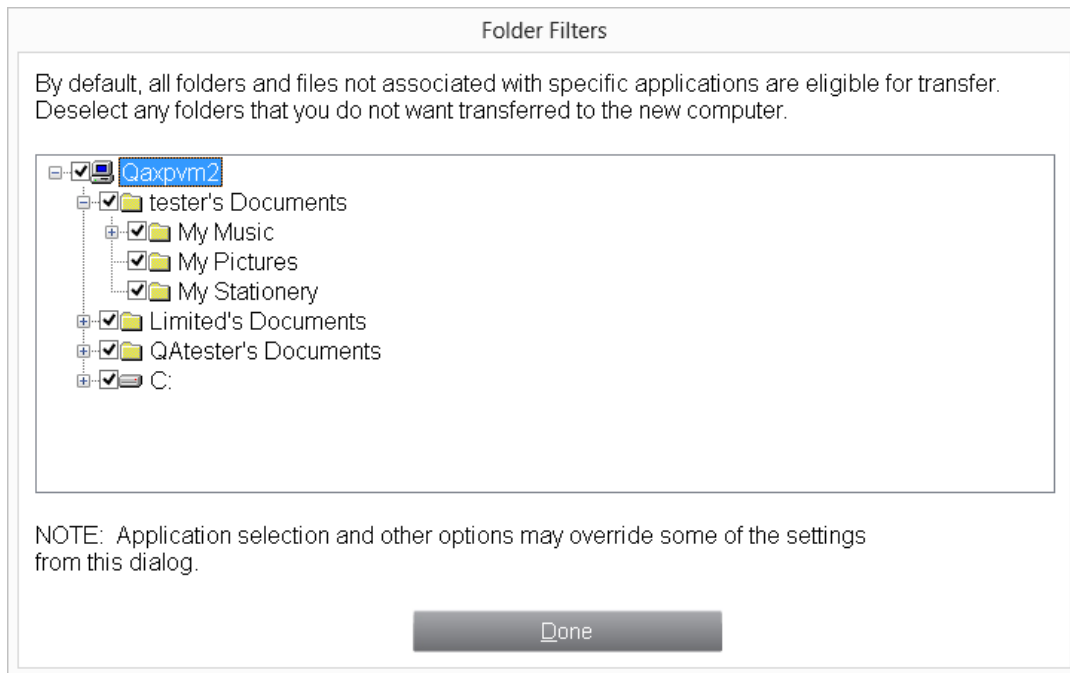 Folder Filters
By default, all folders and files not associated with specific applications are eligible for transfer.
Deselect any folders that you do not want transferred to the new computer.
Qaxpvm2
tester's Documents
My Music
My Pictures
My Stationery
Limited's Documents
QAtester's Documents
C:
NOTE:  Application selection and other options may override some of the settings
from this dialog.
Done